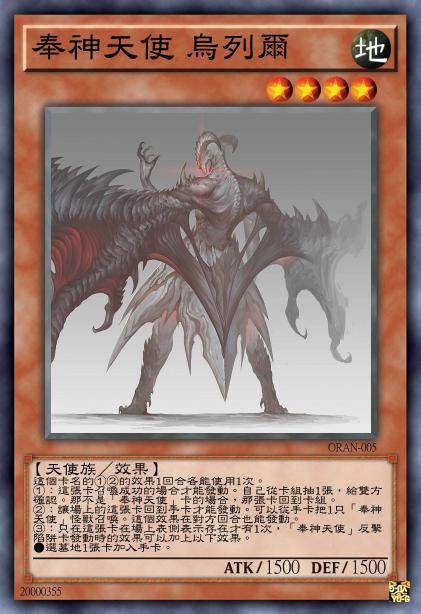 奉神天使 烏列爾
地
ORAN-005
【天使族／效果】
這個卡名的①②的效果1回合各能使用1次。
①：這張卡召喚成功的場合才能發動。自己從卡組抽1張，給雙方
確認。那不是「奉神天使」卡的場合，那張卡回到卡組。
②：讓場上的這張卡回到手卡才能發動。可以從手卡把1只「奉神
天使」怪獸召喚。這個效果在對方回合也能發動。
③：只在這張卡在場上表側表示存在才有1次，「奉神天使」反擊
陷阱卡發動時的效果可以加上以下效果。
●選墓地1張卡加入手卡。
ATK/1500 DEF/1500
20000355